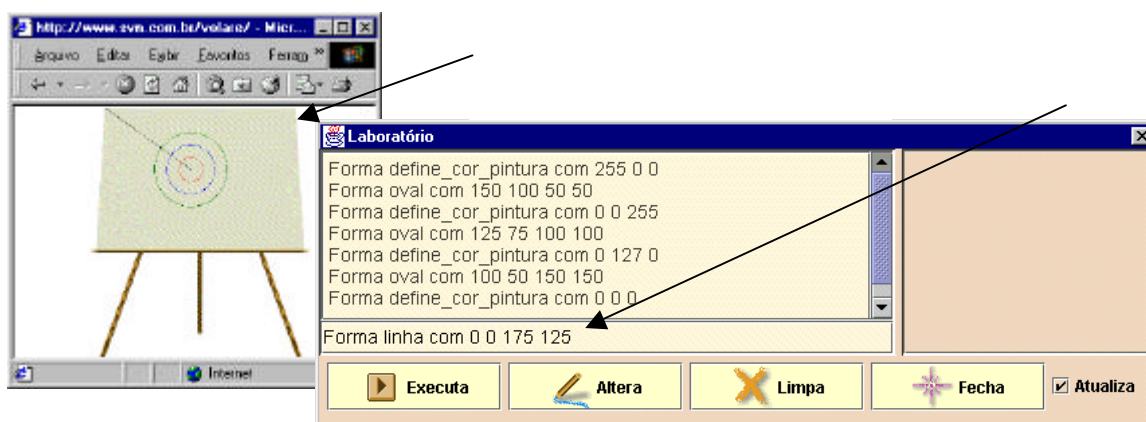 http://www.svn.com.br/volare/ - Micr...
Arquivo Editar Exibir Favoritos Ferram »
Laboratório
Forma define_cor_pintura com 255 0 0
Forma oval com 150 100 50 50
Forma define_cor_pintura com 0 0 255
Forma oval com 125 75 100 100
Forma define_cor_pintura com 0 127 0
Forma oval com 100 50 150 150
Forma define_cor_pintura com 0 0 0
Forma linha com 0 0 175 125
Internet
Executa
Altera
Limpa
Fecha
Atualiza